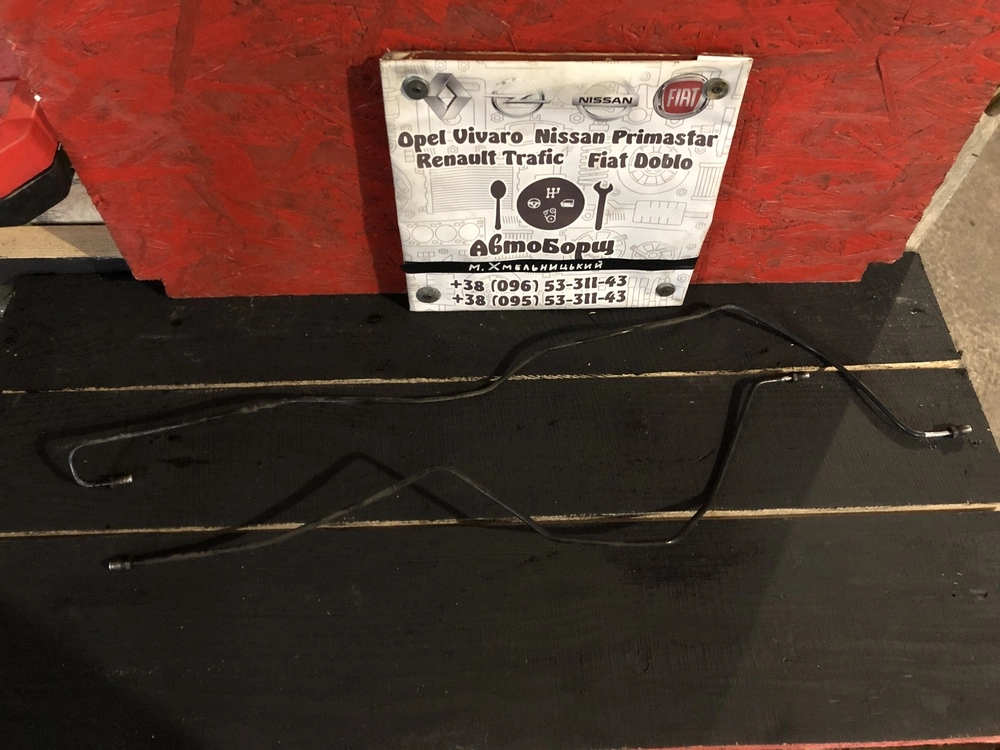 NISSAN
FIAT
Opel Vivaro Nissan Primastar
Renault Trafic Fiat Doblo
АвтоБорщ
м. Хмельницький
+38 (096) 53-311-43
+38 (095) 53-311-43